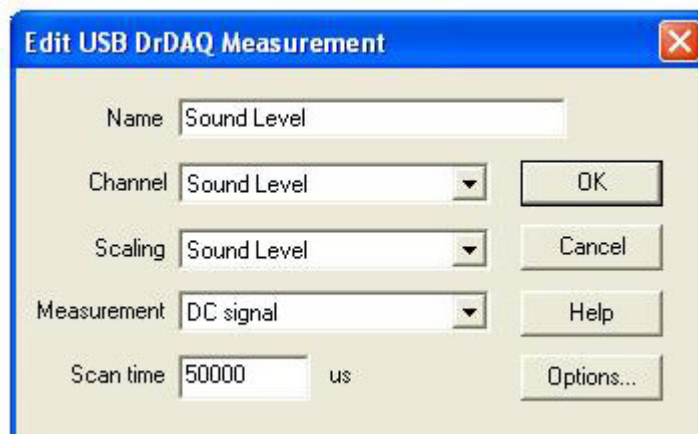 Edit USB DrDAQ Measurement
Name Sound Level
Channel Sound Level OK
Scaling Sound Level Cancel
Measurement DC signal Help
Scan time 50000 us Options...